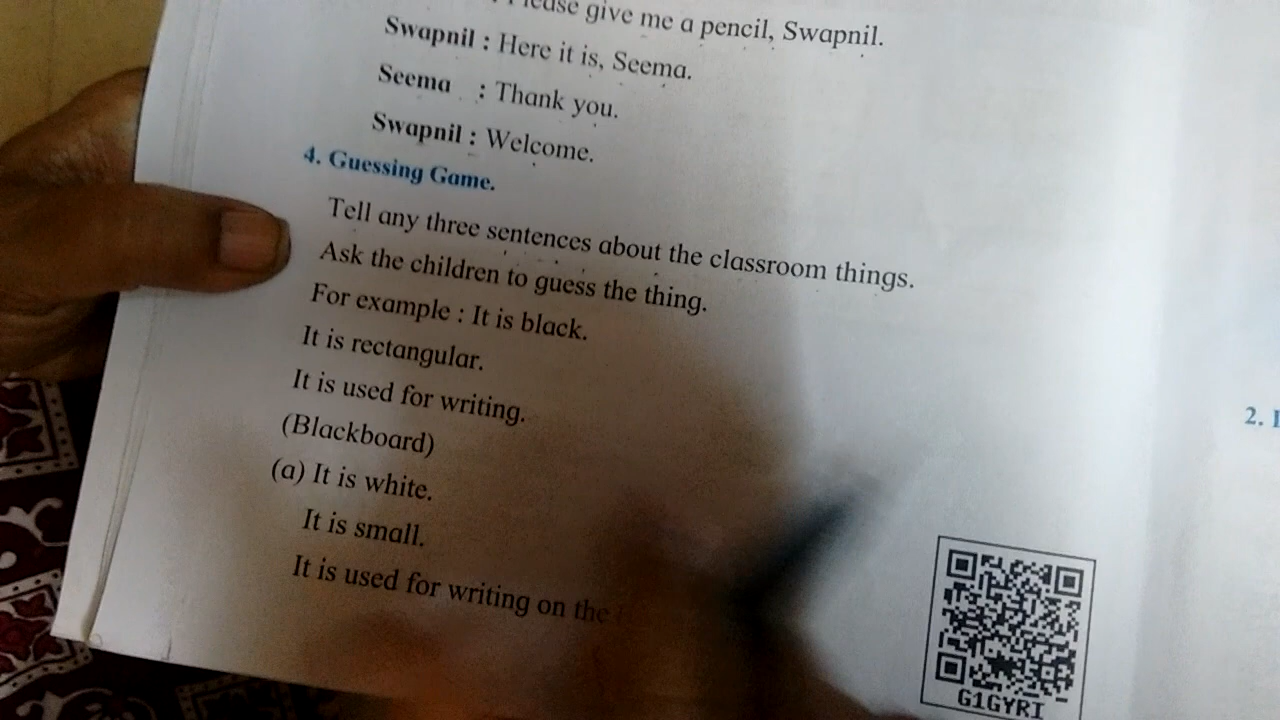 Please give me a pencil, Swapnil.
Swapnil : Here it is, Seema.
Seema : Thank you.
Swapnil : Welcome.
4. Guessing Game.
Tell any three sentences about the classroom things.
Ask the children to guess the thing.
For example : It is black.
It is rectangular.
It is used for writing.
(Blackboard)
(a) It is white.
It is small.
It is used for writing on the
G1GYRI
2.